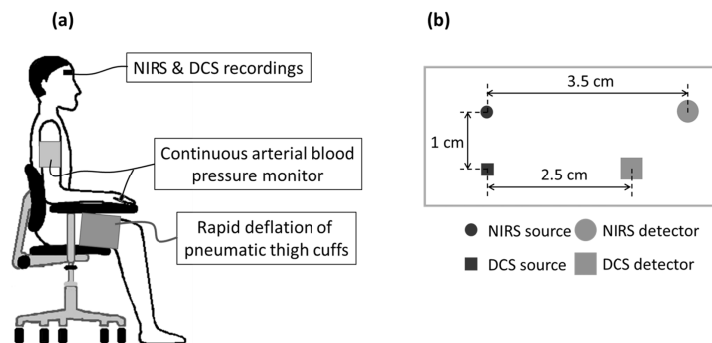 (a)
NIRS & DCS recordings
Continuous arterial blood
pressure monitor
Rapid deflation of
pneumatic thigh cuffs
(b)
3.5 cm
1 cm
2.5 cm
NIRS source
NIRS detector
DCS source
DCS detector